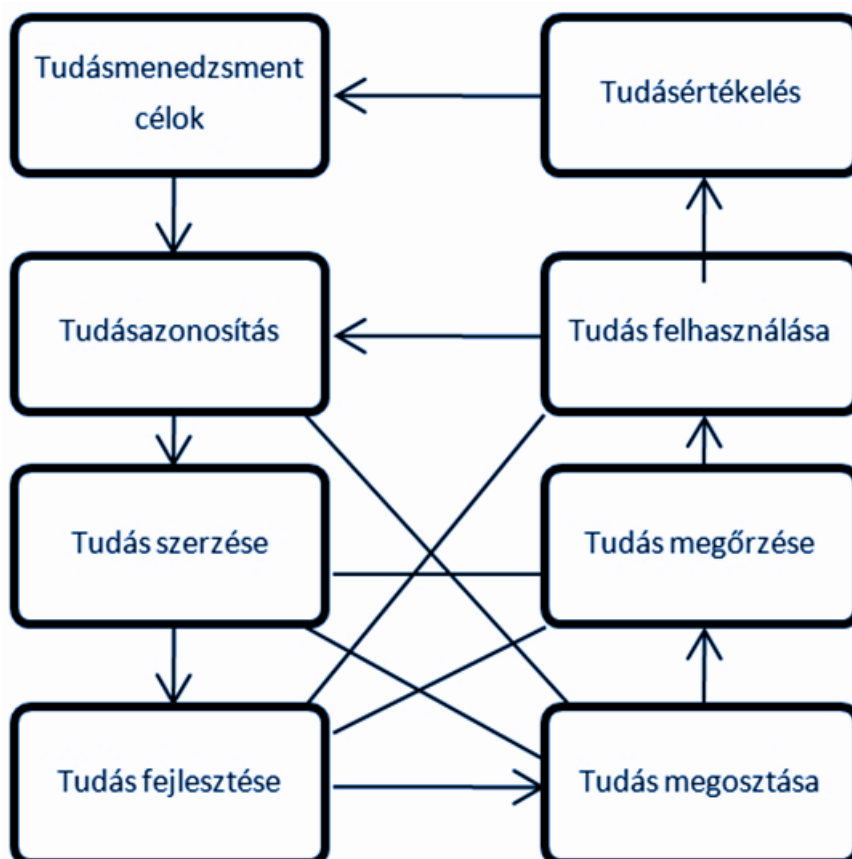 Tudásmenedzsment
célok
Tudásértékelés
Tudásazonosítás
Tudás felhasználása
Tudás szerzése
Tudás megőrzése
Tudás fejlesztése
Tudás megosztása